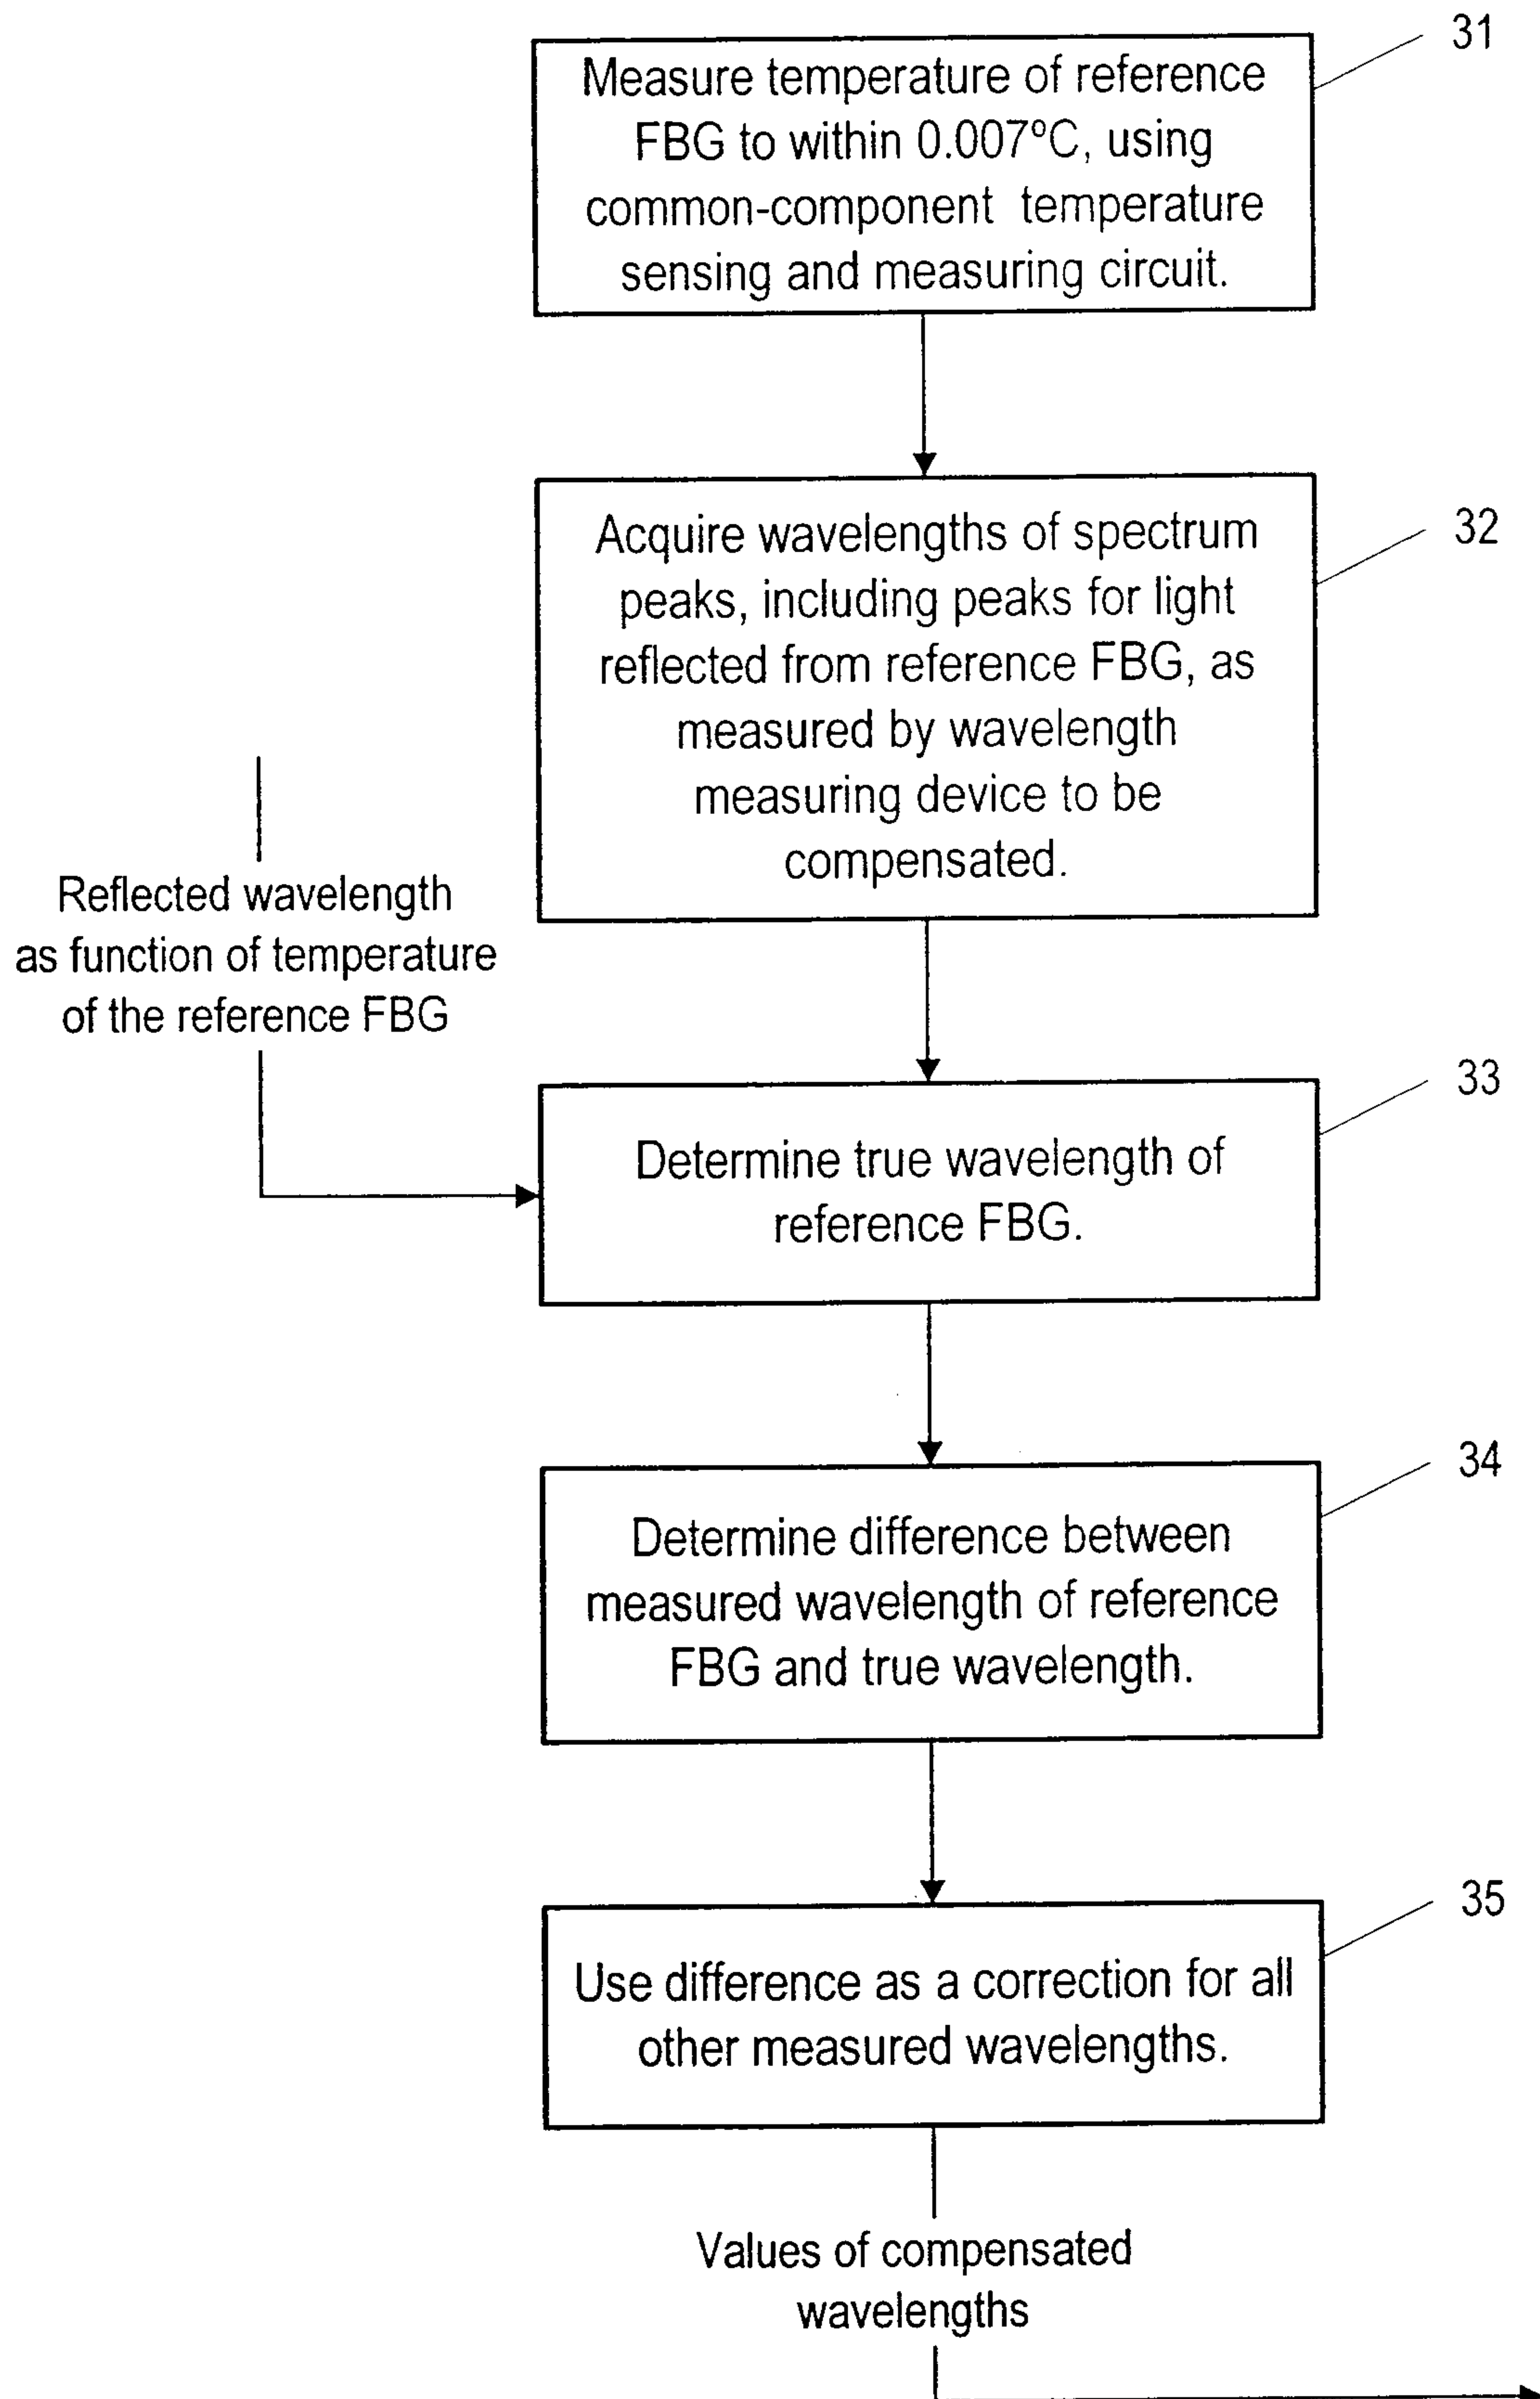 31
Measure temperature of reference
FBG to within 0.007ºC, using
common-component temperature
sensing and measuring circuit.
32
Acquire wavelengths of spectrum
peaks, including peaks for light
reflected from reference FBG, as
measured by wavelength
measuring device to be
compensated.
Reflected wavelength
as function of temperature
of the reference FBG
33
Determine true wavelength of
reference FBG.
34
Determine difference between
measured wavelength of reference
FBG and true wavelength.
35
Use difference as a correction for all
other measured wavelengths.
Values of compensated
wavelengths